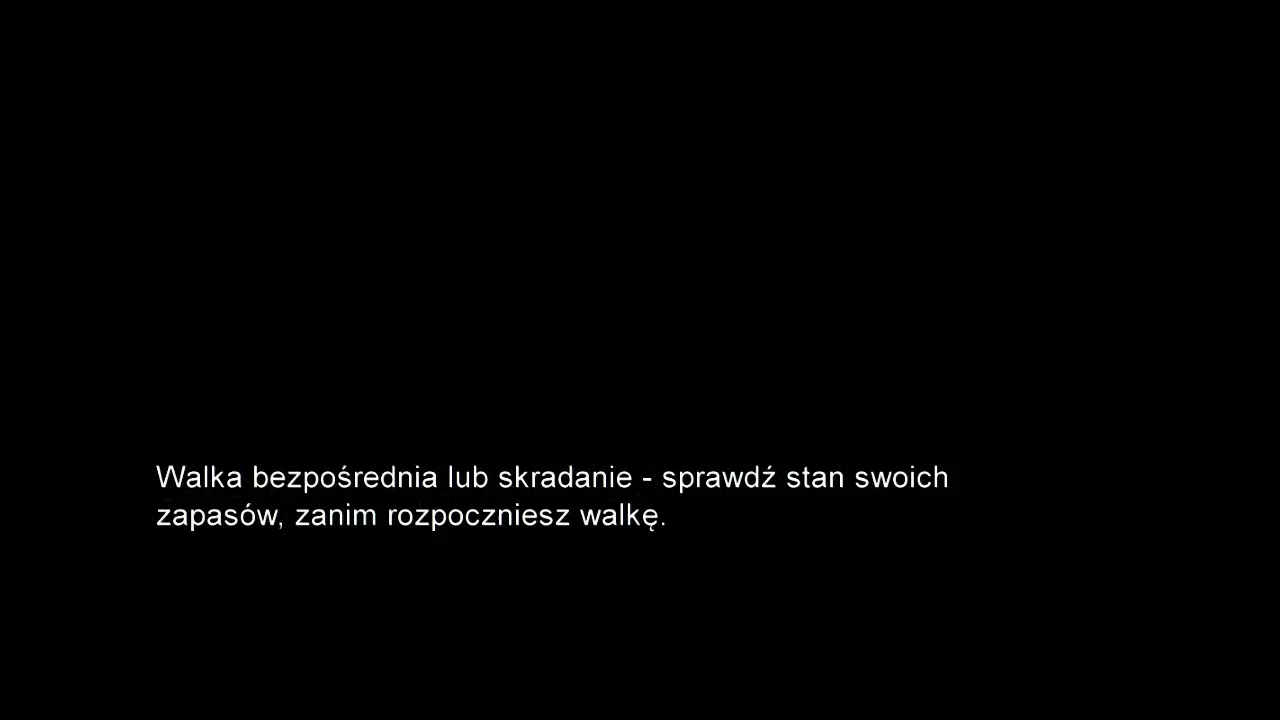 Walka bezpośrednia lub skradanie - sprawdź stan swoich
zapasów, zanim rozpoczniesz walkę.